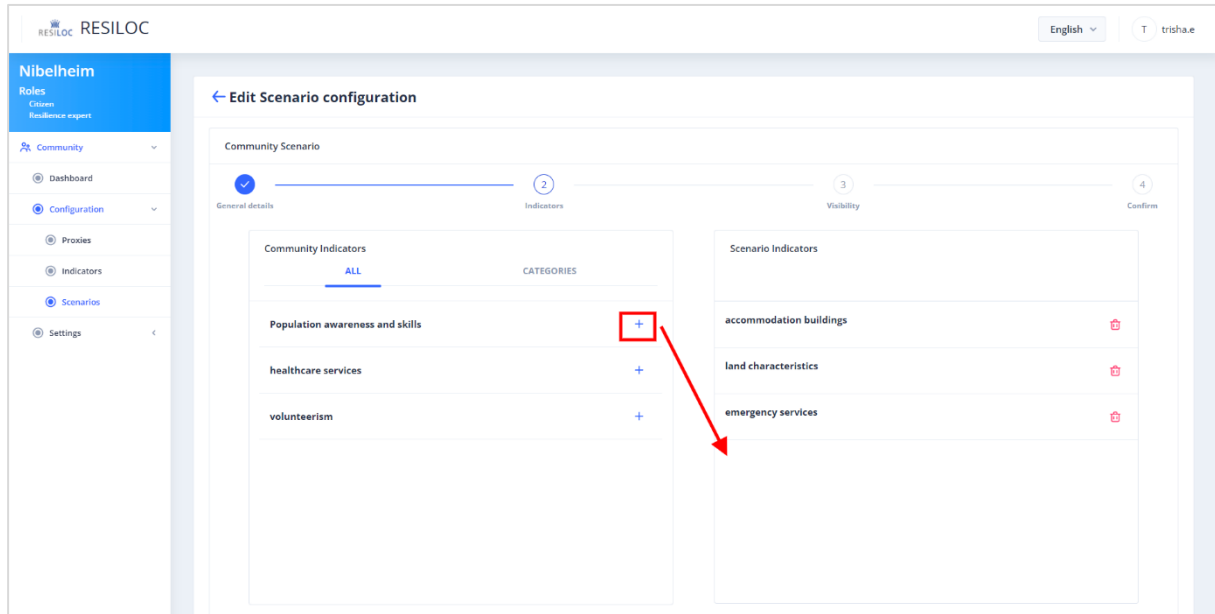 RESILOC RESILOC
English
T trisha.e
Nibelheim
Roles
Citizen
Resilience expert
Community
Dashboard
Configuration
Proxies
Indicators
Scenarios
Settings
Edit Scenario configuration
Community Scenario
2
3
4
General details
Indicators
Visibility
Confirm
Community Indicators
ALL
CATEGORIES
Population awareness and skills +
healthcare services +
volunteerism +
Scenario Indicators
accommodation buildings
land characteristics
emergency services